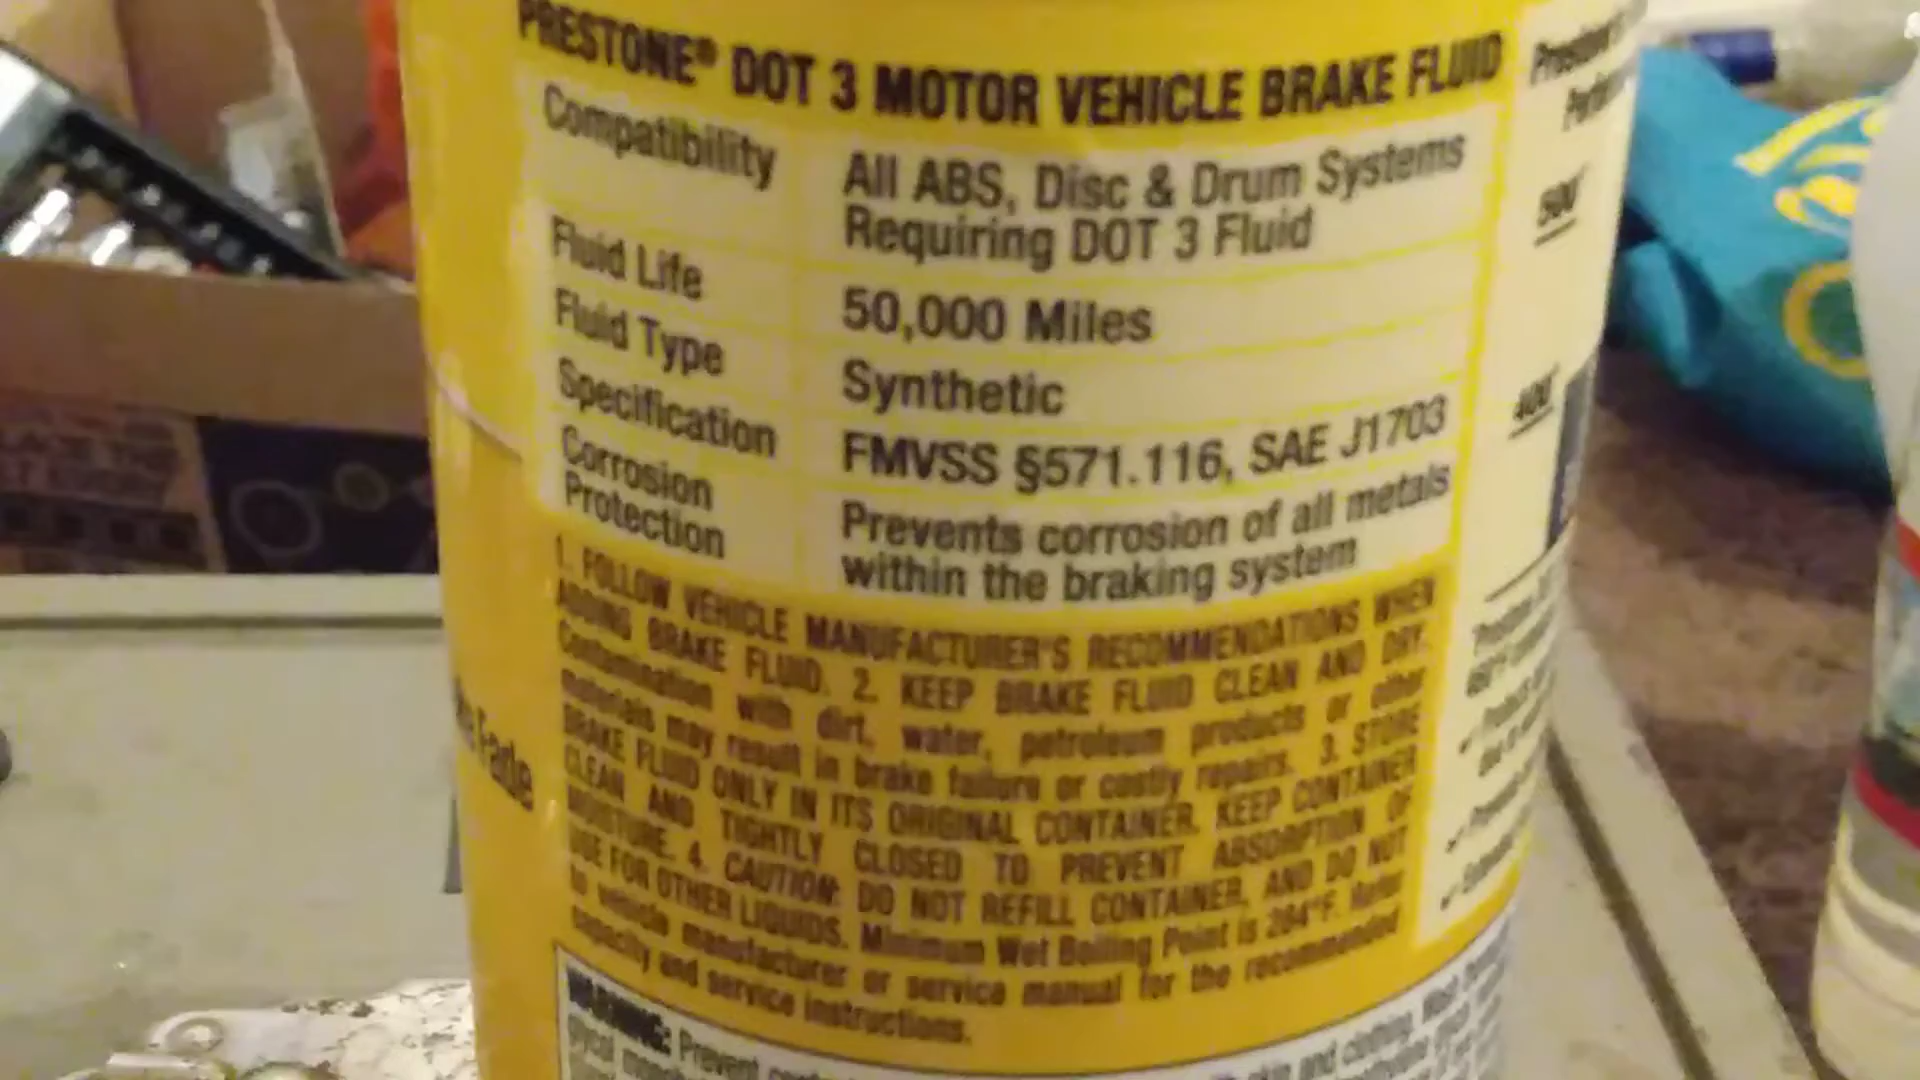 PRESTONE® DOT 3 MOTOR VEHICLE BRAKE FLUID
Compatibility
All ABS, Disc & Drum Systems
Requiring DOT 3 Fluid
Fluid Life
50,000 Miles
Fluid Type
Synthetic
Specification
FMVSS §571.116, SAE J1703
Corrosion
Protection
Prevents corrosion of all metals
within the braking system
1. FOLLOW VEHICLE MANUFACTURER'S RECOMMENDATIONS WHEN
ADDING BRAKE FLUID. 2. KEEP BRAKE FLUID CLEAN AND DRY.
Contamination with dirt, water, petroleum products or other
materials may result in brake failure or costly repairs. 3. STORE
BRAKE FLUID ONLY IN ITS ORIGINAL CONTAINER. KEEP CONTAINER
CLEAN AND TIGHTLY CLOSED TO PREVENT ABSORPTION OF
MOISTURE. 4. CAUTION: DO NOT REFILL CONTAINER, AND DO NOT
USE FOR OTHER LIQUIDS. Minimum Wet Boiling Point is 284°F. Refer
to vehicle manufacturer or service manual for the recommended
capacity and service instructions.
WARNING: Prevent
skin and clothing.
500°
400°